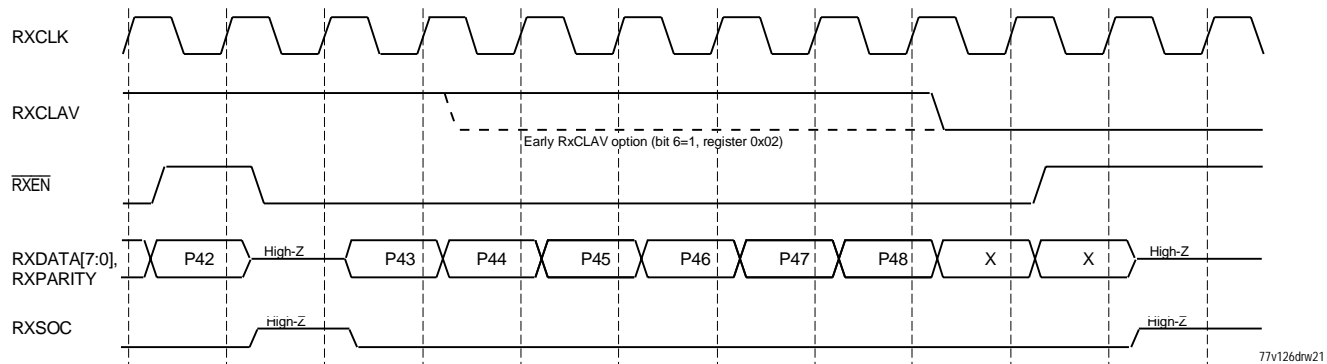 RXCLK
RXCLAV
Early RxCLAV option (bit 6=1, register 0x02)
RXEN
RXDATA[7:0],
RXPARITY
P42
High-Z
P43
P44
P45
P46
P47
P48
X
X
High-Z
RXSOC
High-Z
High-Z
77v126drw21